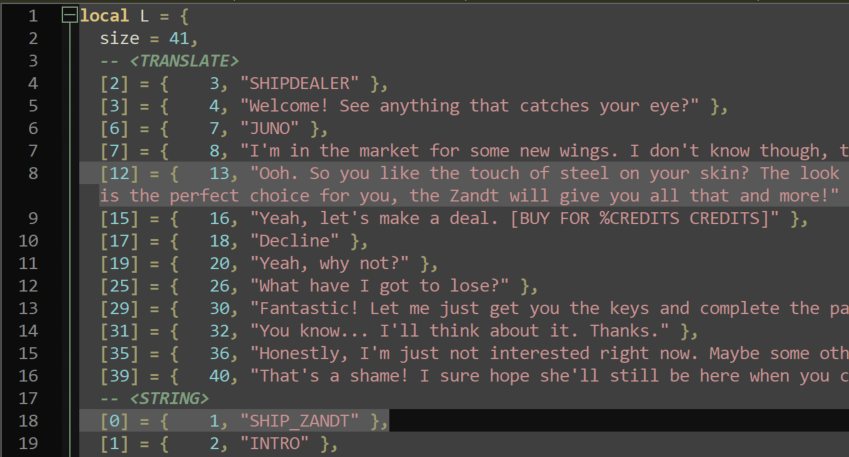 1 local L = {
2 size = 41,
3 -- <TRANSLATE>
4 [2] = { 3, "SHIPDEALER" },
5 [3] = { 4, "Welcome! See anything that catches your eye?" },
6 [6] = { 7, "JUNO" },
7 [7] = { 8, "I'm in the market for some new wings. I don't know though, t
8 [12] = { 13, "Ooh. So you like the touch of steel on your skin? The look
is the perfect choice for you, the Zandt will give you all that and more!"
9 [15] = { 16, "Yeah, let's make a deal. [BUY FOR %CREDITS CREDITS]" },
10 [17] = { 18, "Decline" },
11 [19] = { 20, "Yeah, why not?" },
12 [25] = { 26, "What have I got to lose?" },
13 [29] = { 30, "Fantastic! Let me just get you the keys and complete the pa
14 [31] = { 32, "You know... I'll think about it. Thanks." },
15 [35] = { 36, "Honestly, I'm just not interested right now. Maybe some oth
16 [39] = { 40, "That's a shame! I sure hope she'll still be here when you c
17 -- <STRING>
18 [0] = { 1, "SHIP_ZANDT" },
19 [1] = { 2, "INTRO" },